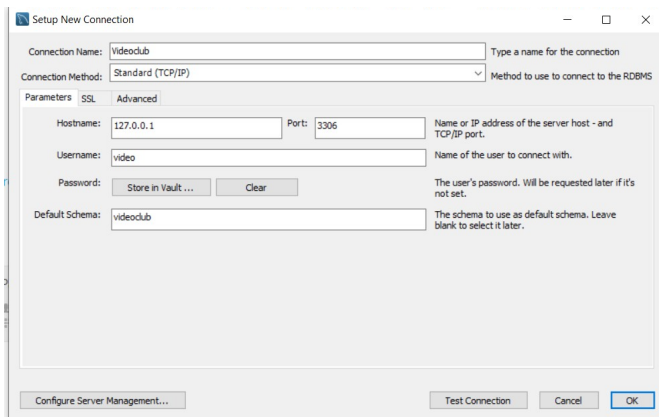 Setup New Connection
Connection Name: Videoclub Type a name for the connection
Connection Method: Standard (TCP/IP) Method to use to connect to the RDBMS
Parameters SSL Advanced
Hostname: 127.0.0.1 Port: 3306 Name or IP address of the server host - and
TCP/IP port.
Username: video Name of the user to connect with.
Password: Store in Vault ... Clear The user's password. Will be requested later if it's
not set.
Default Schema: videoclub The schema to use as default schema. Leave
blank to select it later.
Configure Server Management... Test Connection Cancel OK